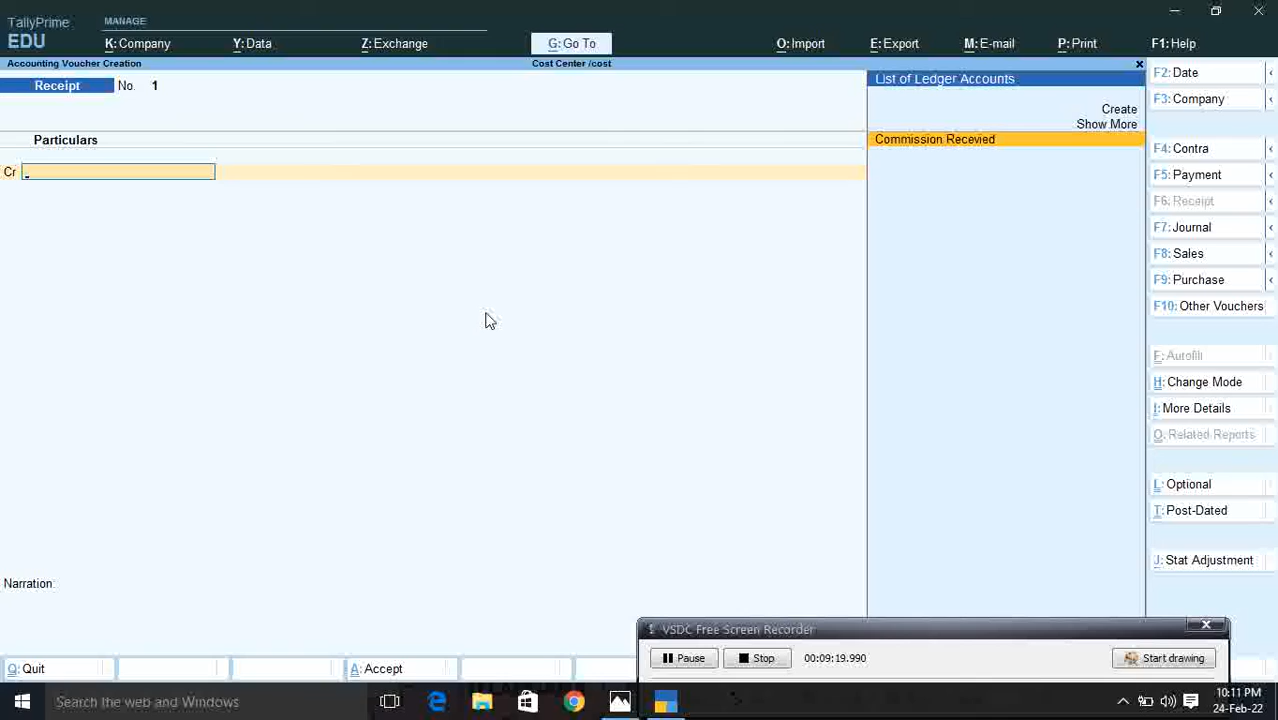 TallyPrime
EDU
MANAGE
K: Company
Y: Data
Z: Exchange
G: Go To
O: Import
E: Export
M: E-mail
P: Print
F1: Help
Accounting Voucher Creation
Cost Center /cost
Receipt No. 1
Particulars
Cr
Narration:
List of Ledger Accounts
Create
Show More
Commission Recevied
F2: Date
F3: Company
F4: Contra
F5: Payment
F6: Receipt
F7: Journal
F8: Sales
F9: Purchase
F10: Other Vouchers
F: Autofill
H: Change Mode
I: More Details
O: Related Reports
L: Optional
T: Post-Dated
J: Stat Adjustment
VSDC Free Screen Recorder
Pause
Stop
00:09:19.990
Start drawing
Q: Quit
A: Accept
Search the web and Windows
10:11 PM
24-Feb-22